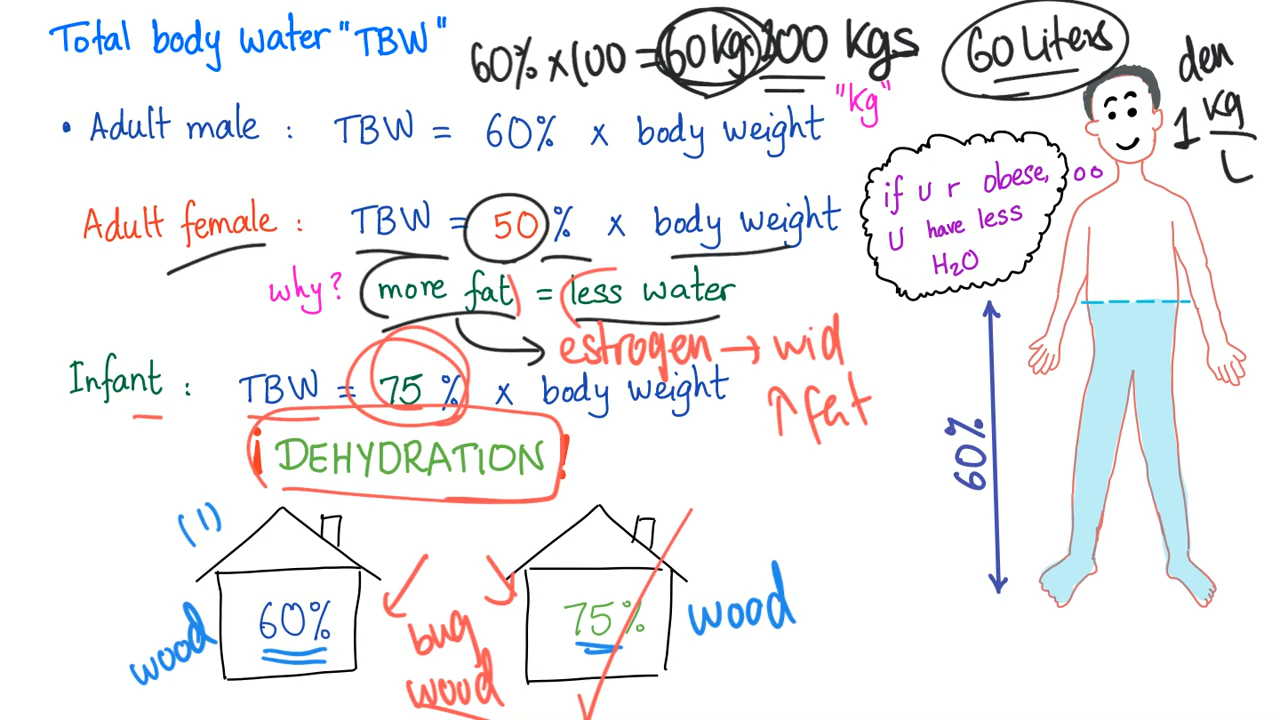 Total body water "TBW"
60% x 100 = 60 kgs 100 kgs
60 Liters
den
1 kg
L
"kg"
• Adult male : TBW = 60% x body weight
if u r obese,
u have less
H2O
Adult female : TBW = 50 % x body weight
why? more fat = less water
estrogen → wid
↑ fat
Infant : TBW = 75 % x body weight
¡ DEHYDRATION !
60%
(1)
wood 60%
75% wood
bug
wood